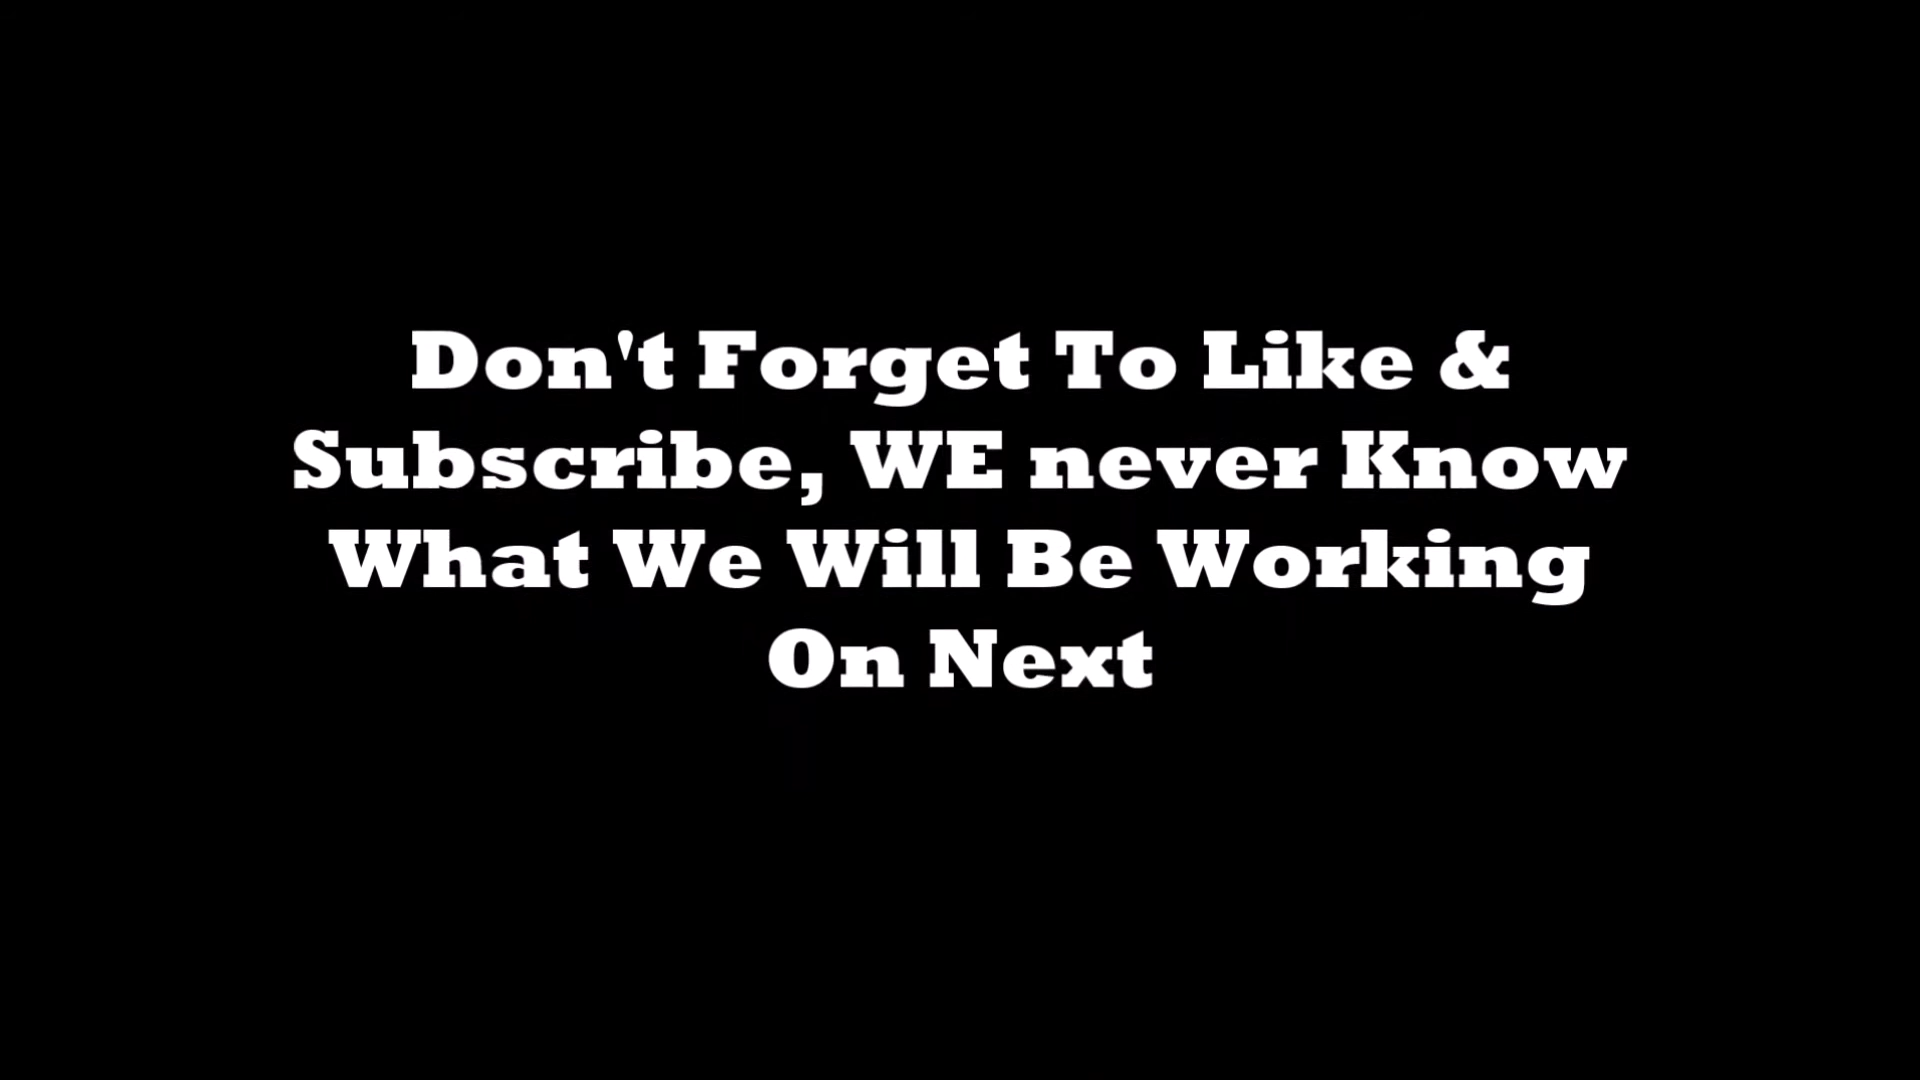 Don't Forget To Like &
Subscribe, WE never Know
What We Will Be Working
On Next